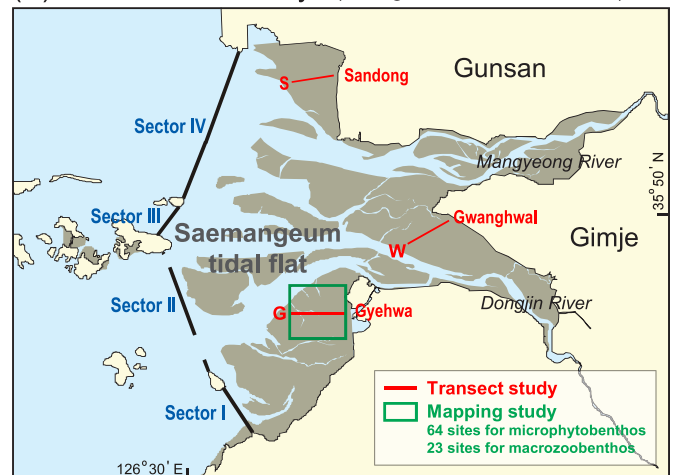 Gunsan
Sandong
S
Sector IV
Mangyeong River
35°50' N
Sector III
Gwanghwal
Saemangeum
tidal flat
W
Gimje
Sector II
G
Gyehwa
Dongjin River
Sector I
Transect study
Mapping study
64 sites for microphytobenthos
23 sites for macrozoobenthos
126°30' E